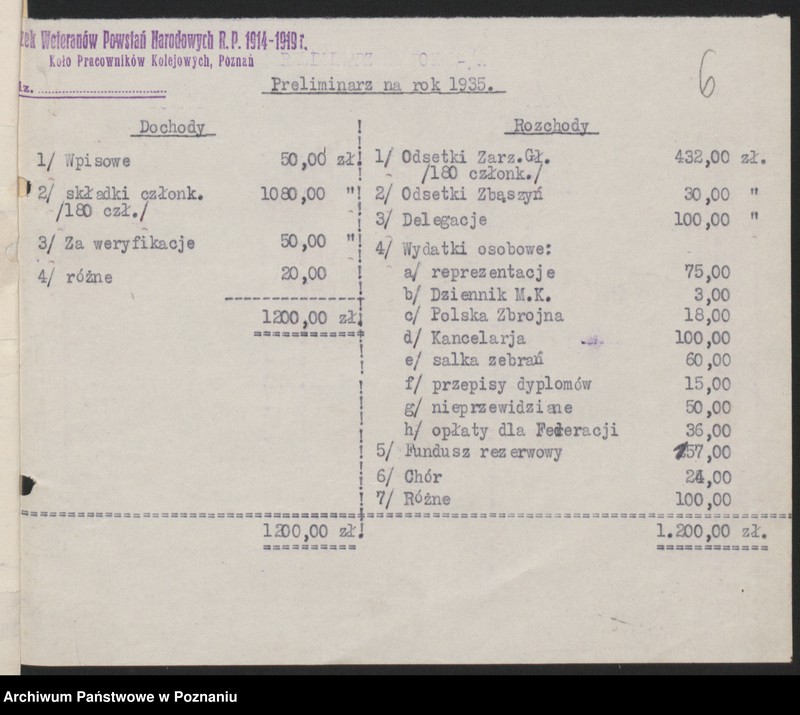 Weteranów Powstań Narodowych R.P. 1914-1919 r.
Koło Pracowników Kolejowych, Poznań
6
Preliminarz na rok 1935.
Dochody
1/ Wpisowe 50,00 zł
2/ składki członk. 1080,00 "
/180 czł./
3/ Za weryfikacje 50,00 "
4/ różne 20,00
1200,00 zł
1200,00 zł
Rozchody
1/ Odsetki Zarz.Gł. 432,00 zł.
/180 członk./
2/ Odsetki Zbąszyń 30,00 "
3/ Delegacje 100,00 "
4/ Wydatki osobowe:
a/ reprezentacje 75,00
b/ Dziennik M.K. 3,00
c/ Polska Zbrojna 18,00
d/ Kancelarja 100,00
e/ salka zebrań 60,00
f/ przepisy dyplomów 15,00
g/ nieprzewidziane 50,00
h/ opłaty dla Federacji 36,00
5/ Fundusz rezerwowy 157,00
6/ Chór 24,00
7/ Różne 100,00
1.200,00 zł.
Archiwum Państwowe w Poznaniu